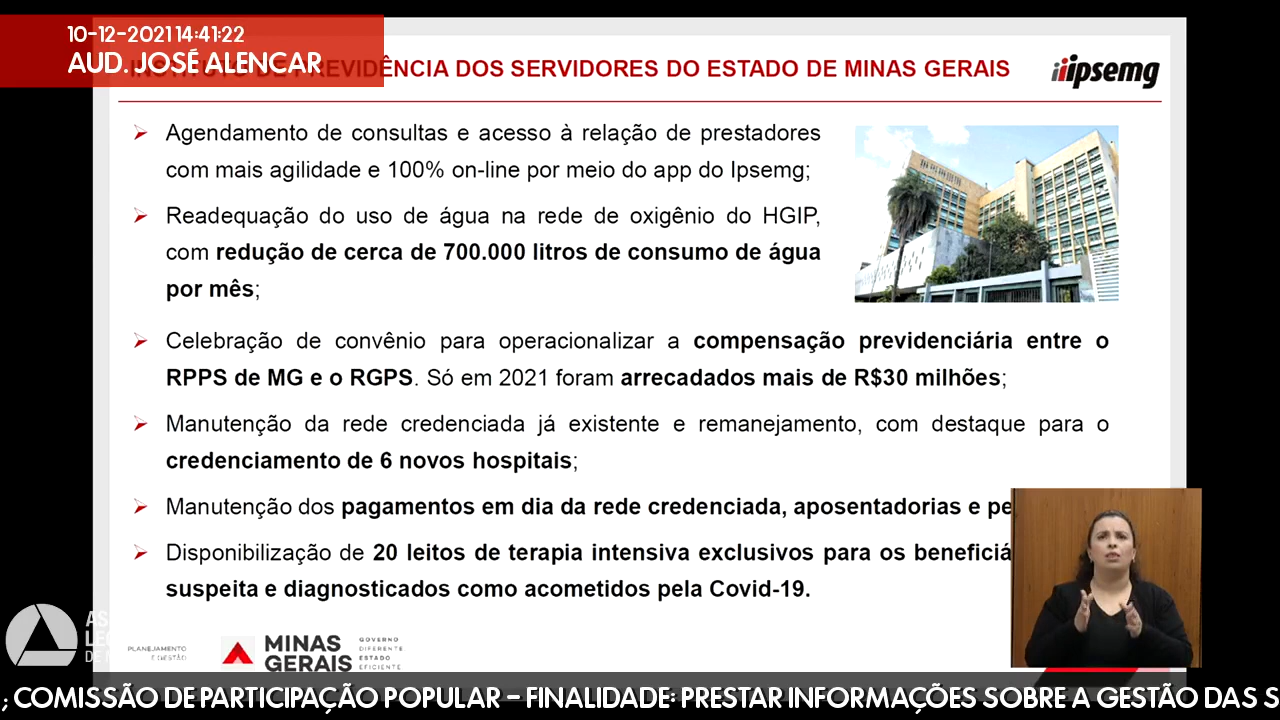 10-12-2021 14:41:22
AUD. JOSÉ ALENCAR
PREVIDÊNCIA DOS SERVIDORES DO ESTADO DE MINAS GERAIS
ipsemg
Agendamento de consultas e acesso à relação de prestadores
com mais agilidade e 100% on-line por meio do app do Ipsemg;
Readequação do uso de água na rede de oxigênio do HGIP,
com redução de cerca de 700.000 litros de consumo de água
por mês;
Celebração de convênio para operacionalizar a compensação previdenciária entre o
RPPS de MG e o RGPS. Só em 2021 foram arrecadados mais de R$30 milhões;
Manutenção da rede credenciada já existente e remanejamento, com destaque para o
credenciamento de 6 novos hospitais;
Manutenção dos pagamentos em dia da rede credenciada, aposentadorias e pe
Disponibilização de 20 leitos de terapia intensiva exclusivos para os beneficiá
suspeita e diagnosticados como acometidos pela Covid-19.
PLANEJAMENTO
E GESTÃO
MINAS
GERAIS
GOVERNO
DIFERENTE
ESTADO
EFICIENTE
; COMISSÃO DE PARTICIPAÇÃO POPULAR – FINALIDADE: PRESTAR INFORMAÇÕES SOBRE A GESTÃO DAS S